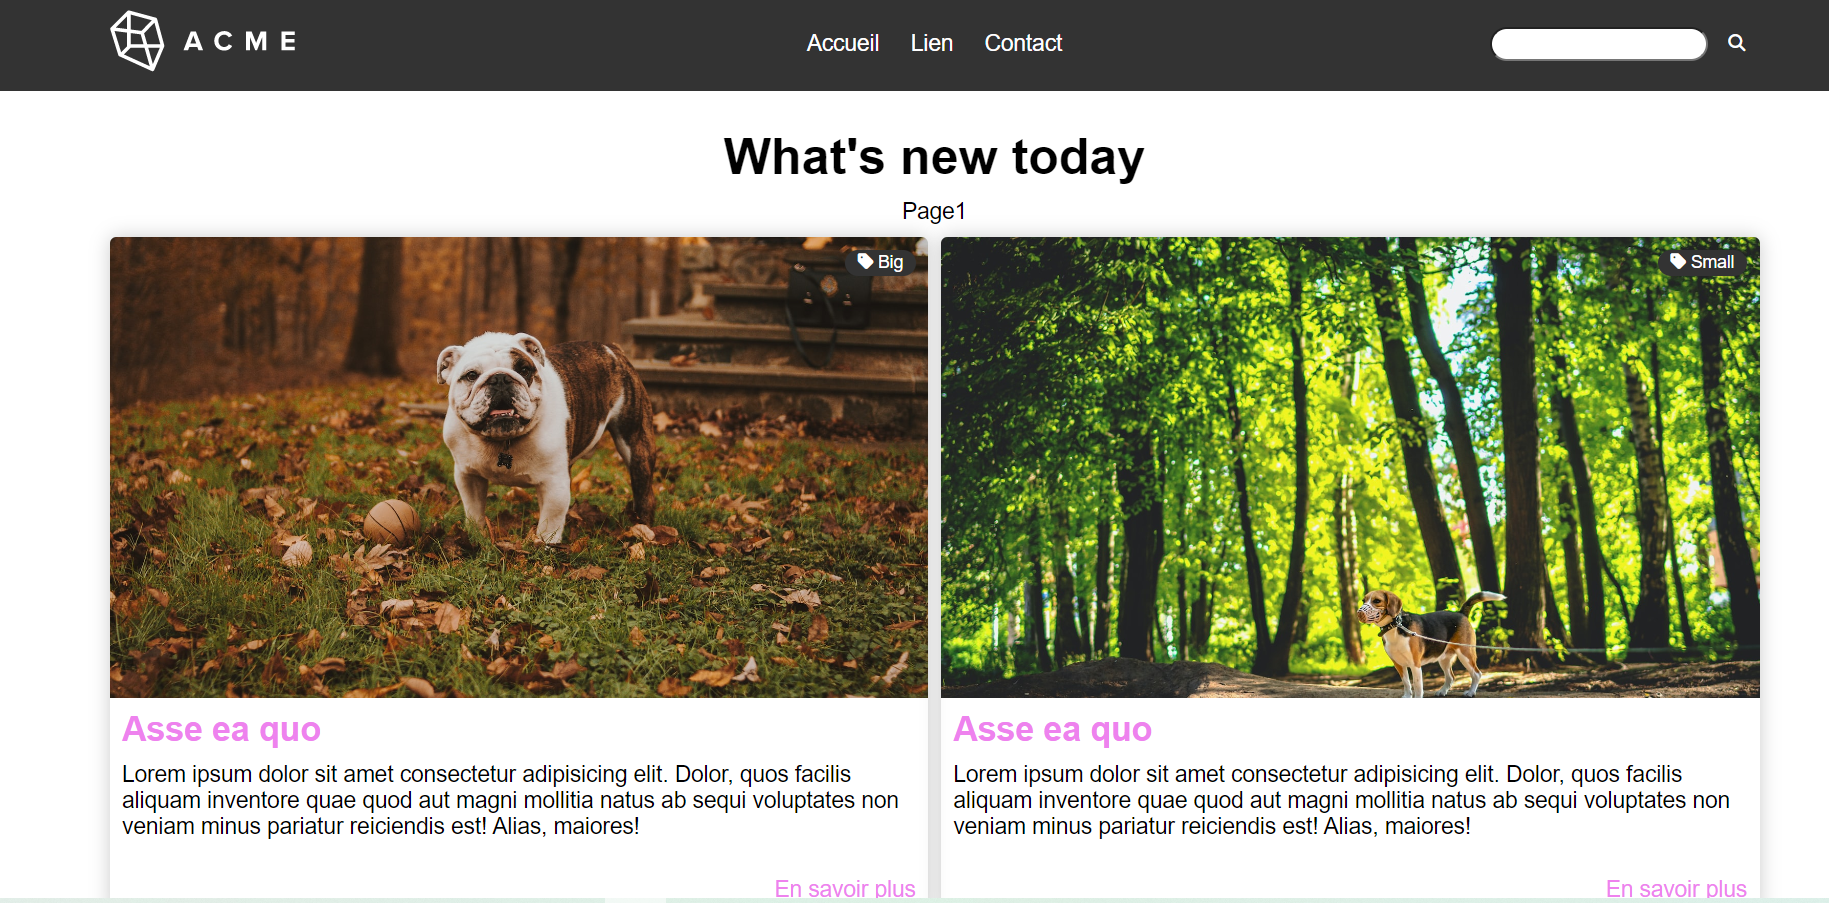 ACME
Accueil Lien Contact
What's new today
Page1
Big
Small
Asse ea quo
Lorem ipsum dolor sit amet consectetur adipisicing elit. Dolor, quos facilis
aliquam inventore quae quod aut magni mollitia natus ab sequi voluptates non
veniam minus pariatur reiciendis est! Alias, maiores!
En savoir plus
Asse ea quo
Lorem ipsum dolor sit amet consectetur adipisicing elit. Dolor, quos facilis
aliquam inventore quae quod aut magni mollitia natus ab sequi voluptates non
veniam minus pariatur reiciendis est! Alias, maiores!
En savoir plus